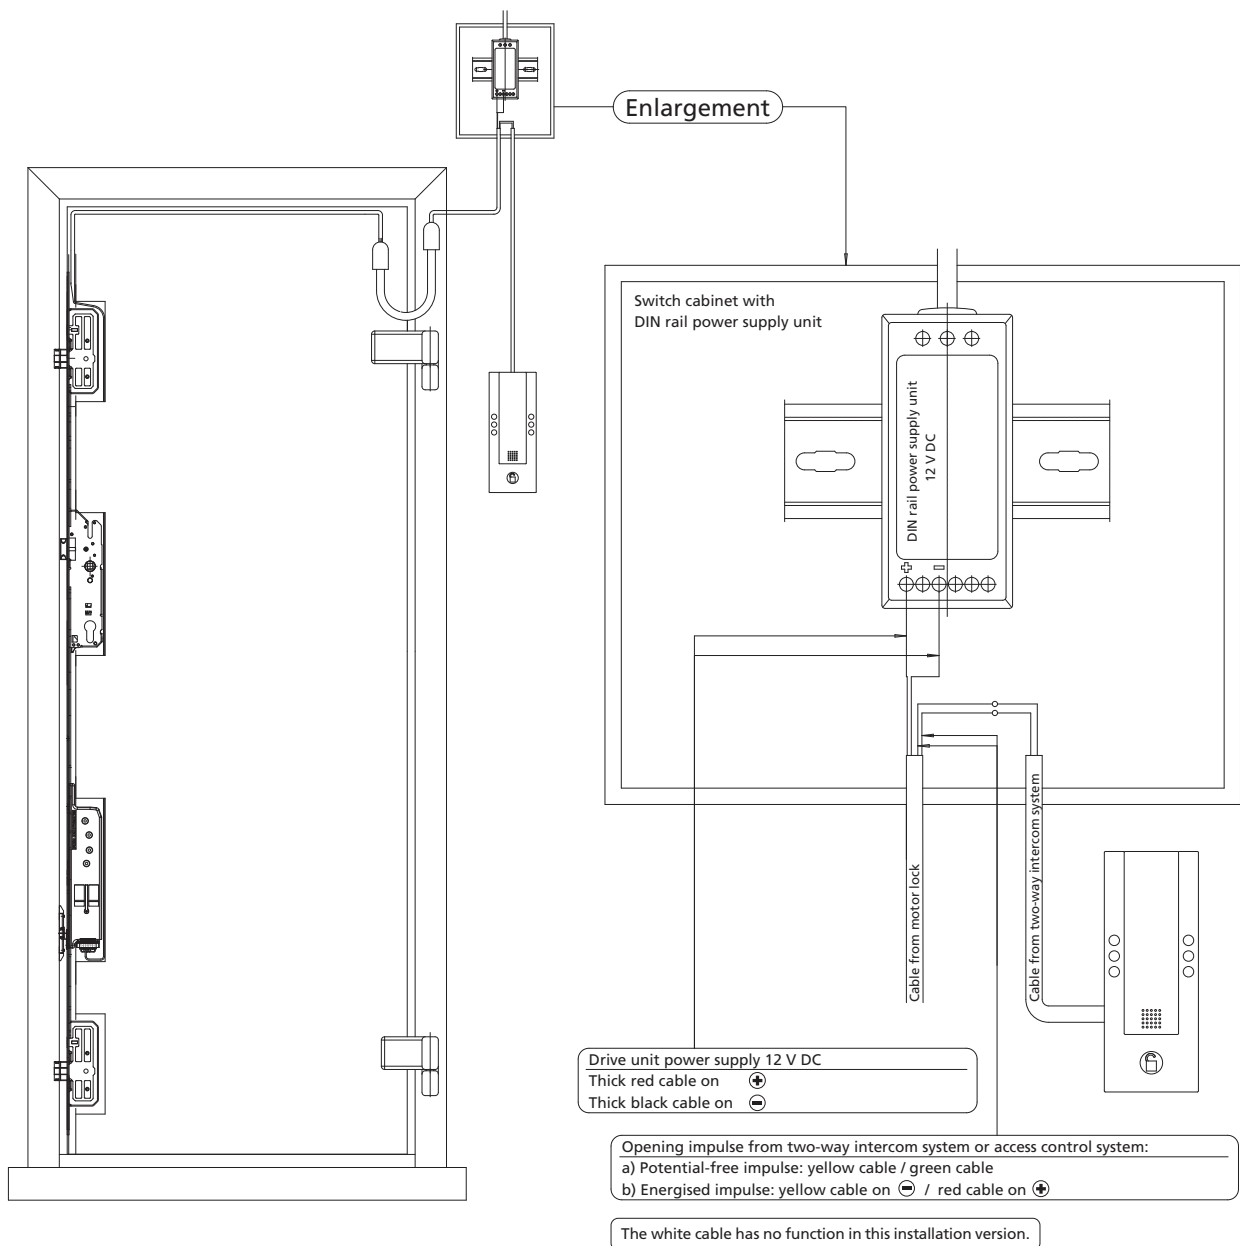 Enlargement
Switch cabinet with
DIN rail power supply unit
DIN rail power supply unit
12 V DC
Cable from motor lock
Cable from two-way intercom system
Drive unit power supply 12 V DC
Thick red cable on ⊕
Thick black cable on ⊖
Opening impulse from two-way intercom system or access control system:
a) Potential-free impulse: yellow cable / green cable
b) Energised impulse: yellow cable on ⊖ / red cable on ⊕
The white cable has no function in this installation version.